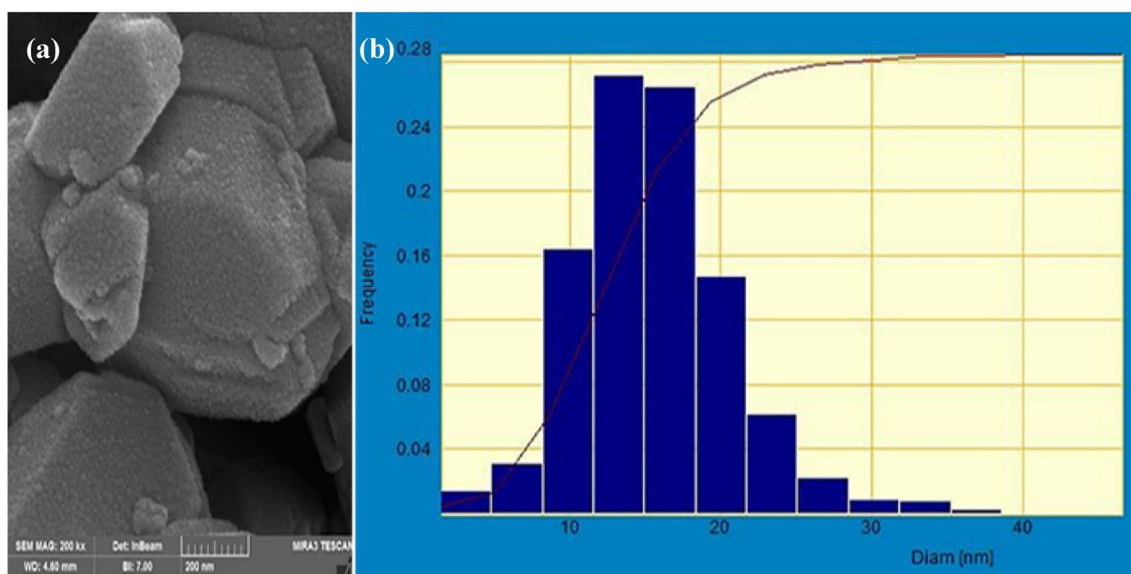 (a)
SEM MAG: 200 kx
Det: InBeam
MIRA3 TESCAN
WD: 4.60 mm
BI: 7.00
200 nm
(b)
0.28
0.24
0.2
0.16
0.12
0.08
0.04
Frequency
10
20
30
40
Diam [nm]